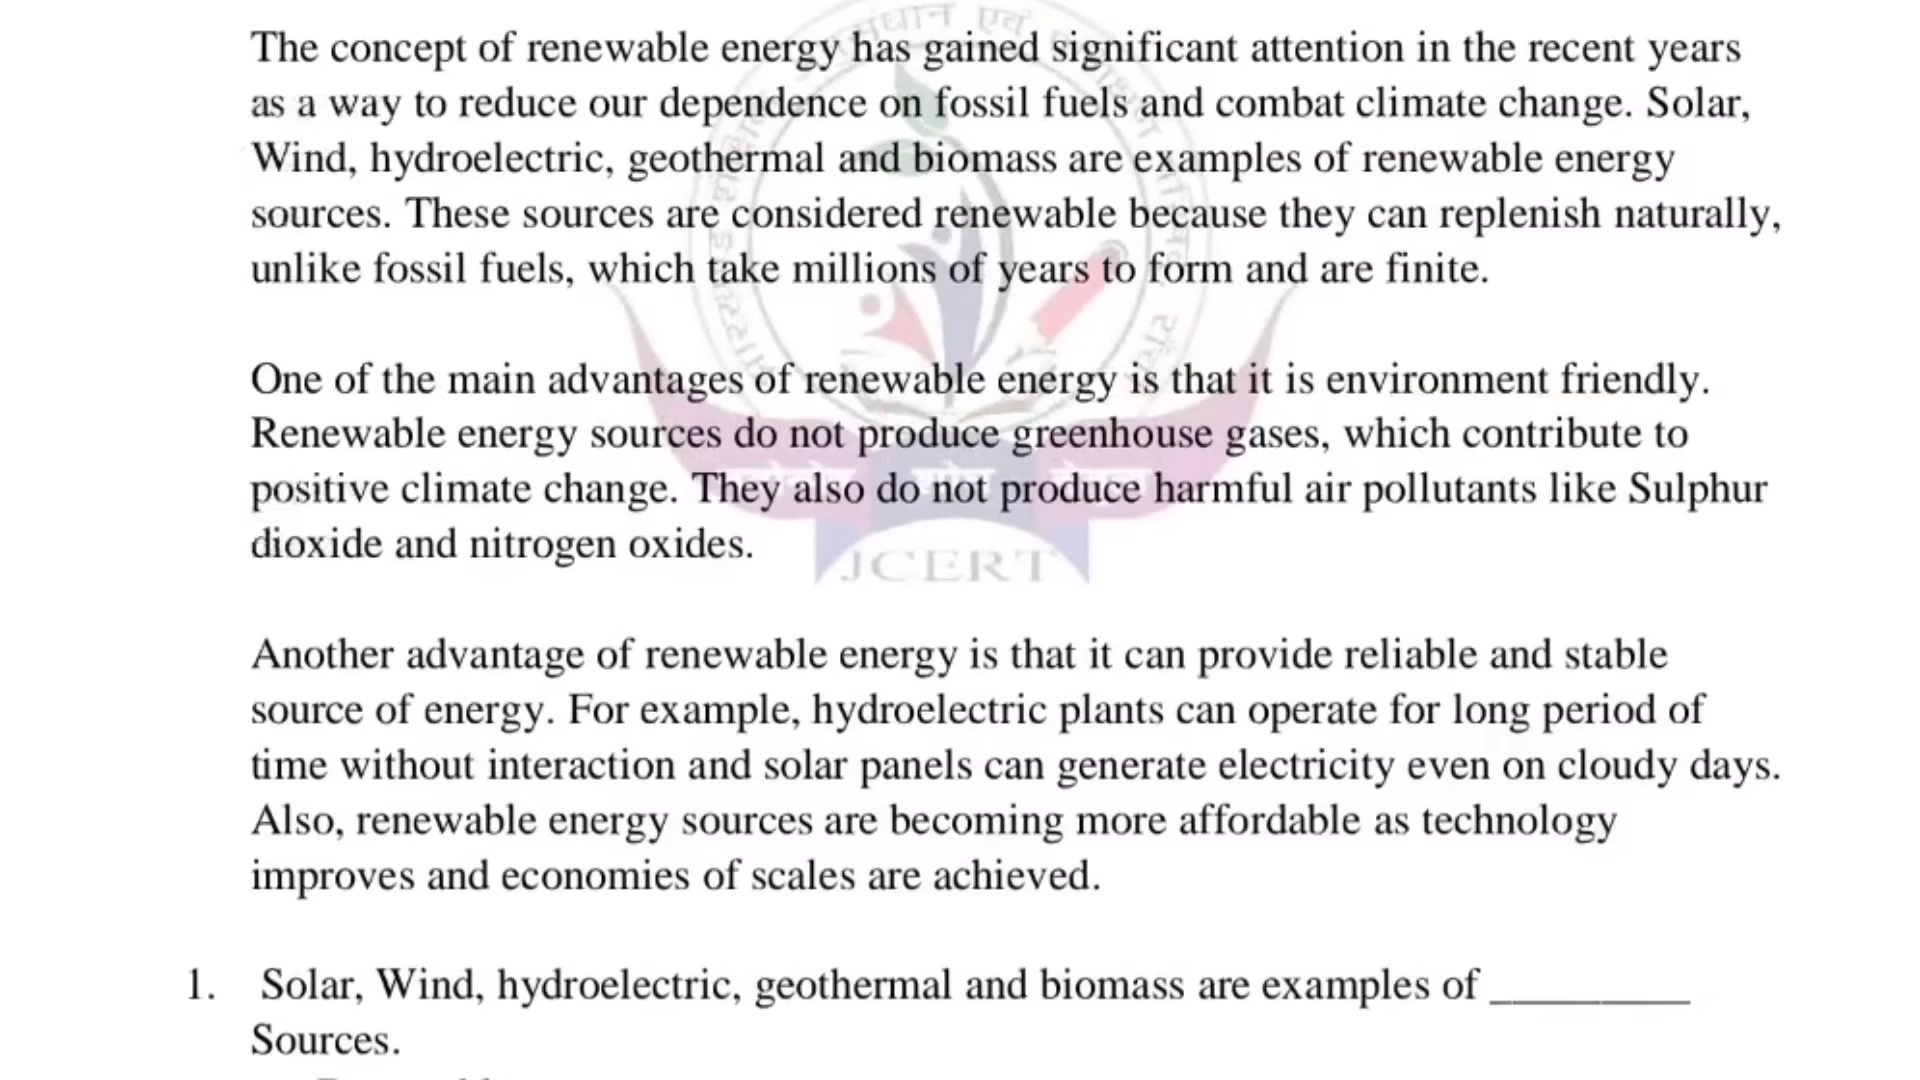 The concept of renewable energy has gained significant attention in the recent years
as a way to reduce our dependence on fossil fuels and combat climate change. Solar,
Wind, hydroelectric, geothermal and biomass are examples of renewable energy
sources. These sources are considered renewable because they can replenish naturally,
unlike fossil fuels, which take millions of years to form and are finite.
One of the main advantages of renewable energy is that it is environment friendly.
Renewable energy sources do not produce greenhouse gases, which contribute to
positive climate change. They also do not produce harmful air pollutants like Sulphur
dioxide and nitrogen oxides.
JCERT
Another advantage of renewable energy is that it can provide reliable and stable
source of energy. For example, hydroelectric plants can operate for long period of
time without interaction and solar panels can generate electricity even on cloudy days.
Also, renewable energy sources are becoming more affordable as technology
improves and economies of scales are achieved.
1. Solar, Wind, hydroelectric, geothermal and biomass are examples of _________
Sources.